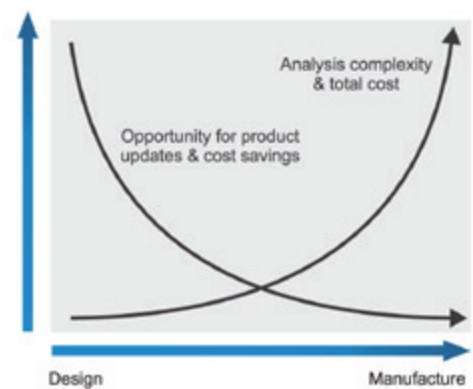 Analysis complexity
& total cost
Opportunity for product
updates & cost savings
Design
Manufacture